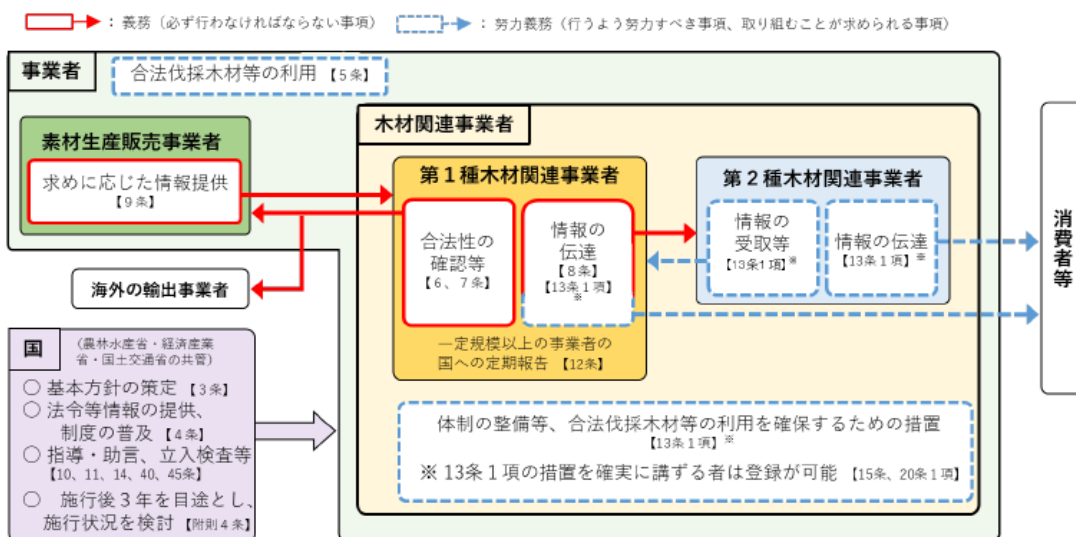 ：義務（必ず行わなければならない事項）
：努力義務（行うよう努力すべき事項、取り組むことが求められる事項）
事業者
合法伐採木材等の利用【5条】
素材生産販売事業者
求めに応じた情報提供
【9条】
海外の輸出事業者
木材関連事業者
第１種木材関連事業者
合法性の
確認等
【6、7条】
情報の
伝達
【8条】
【13条1項】
※
一定規模以上の事業者の
国への定期報告 【12条】
第２種木材関連事業者
情報の
受取等
【13条1項】※
情報の伝達
【13条1項】※
消費者等
体制の整備等、合法伐採木材等の利用を確保するための措置
【13条1項】※
※ 13条１項の措置を確実に講ずる者は登録が可能 【15条、20条1項】
国
（農林水産省・経済産業
省・国土交通省の共管）
○ 基本方針の策定【3条】
○ 法令等情報の提供、
制度の普及【4条】
○ 指導・助言、立入検査等
【10、11、14、40、45条】
○ 施行後３年を目途とし、
施行状況を検討【附則4条】